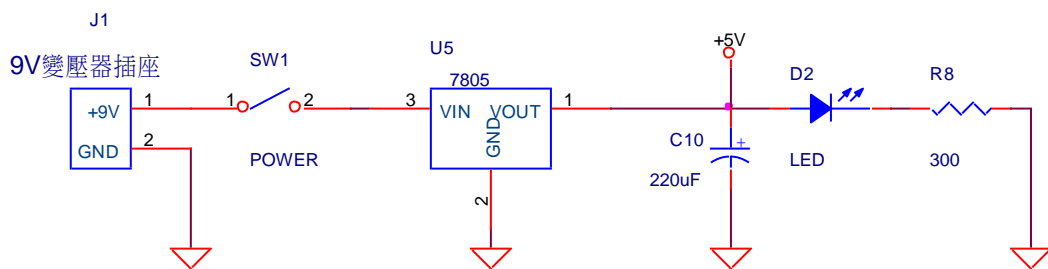 J1
9V變壓器插座
+9V
GND
1
2
SW1
1
2
POWER
U5
7805
3
VIN
VOUT
GND
1
2
+5V
C10
+
220uF
D2
LED
R8
300